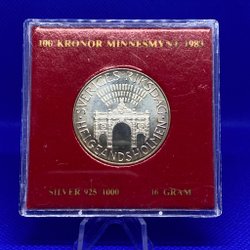 100 KRONOR MINNESMYNT 1983
SVERIGES RIKSDAG
HELGEANDSHOLMEN
SILVER 925/1000 16 GRAM